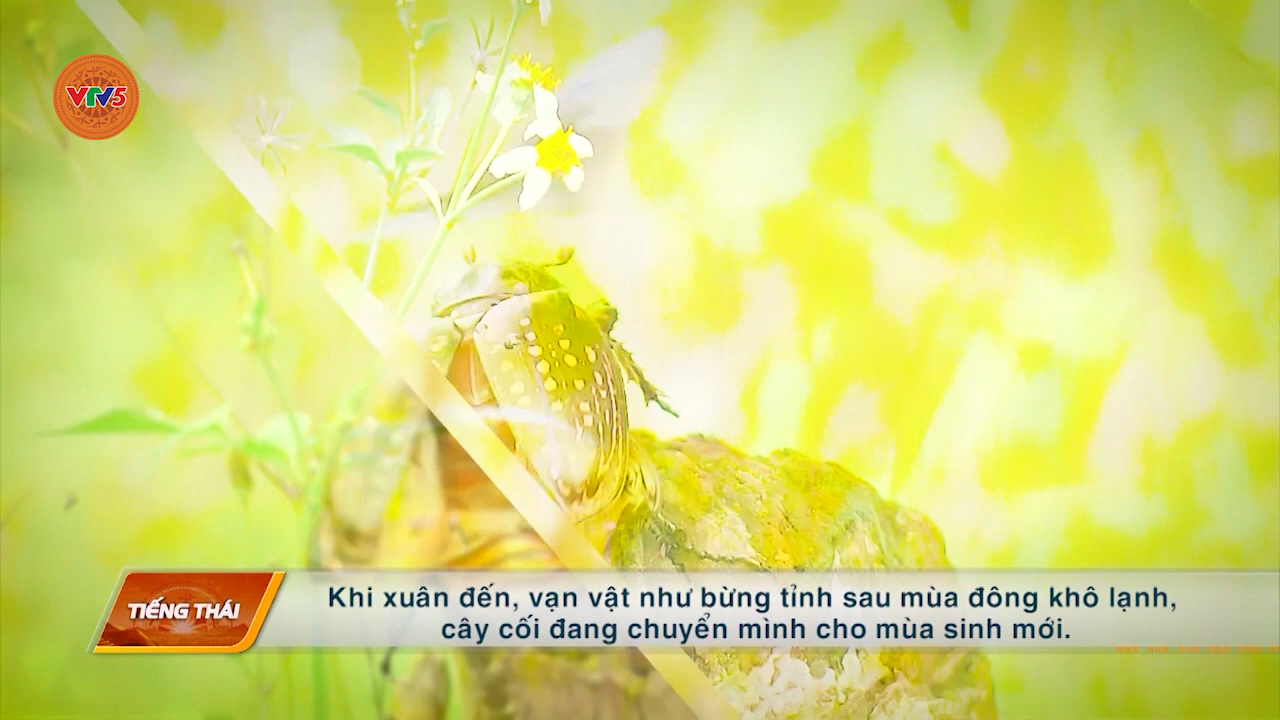 VTV5
TIẾNG THÁI
Khi xuân đến, vạn vật như bừng tỉnh sau mùa đông khô lạnh,
cây cối đang chuyển mình cho mùa sinh mới.